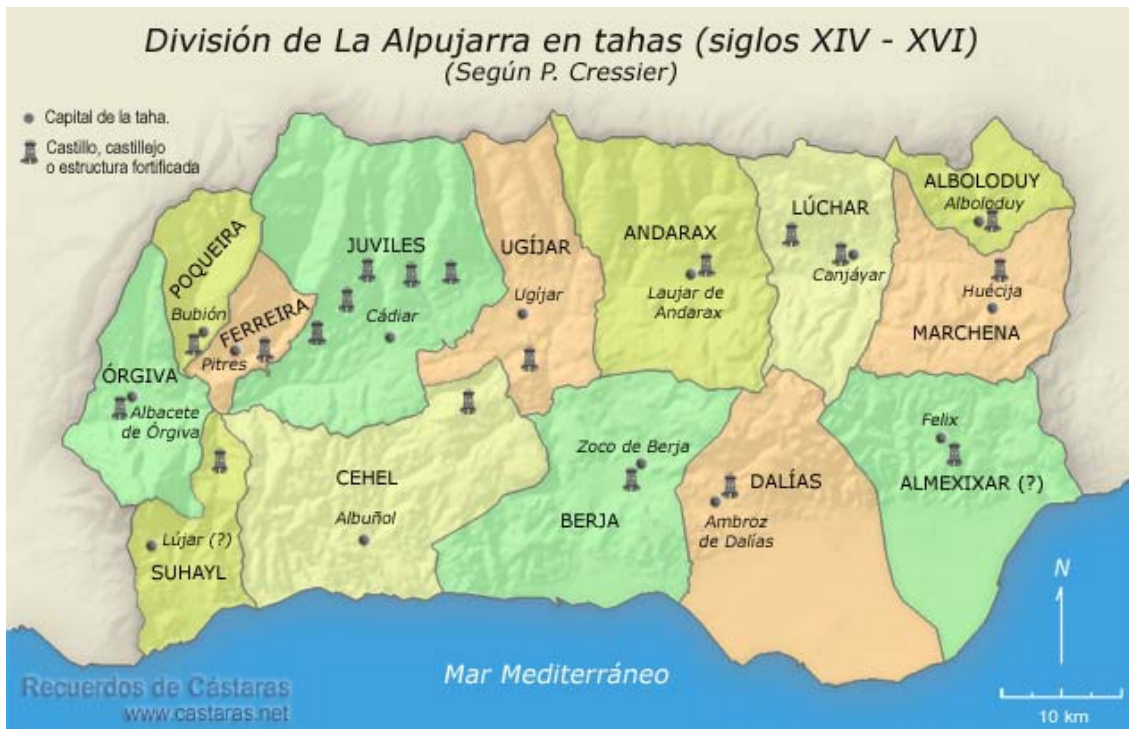 División de La Alpujarra en tahas (siglos XIV - XVI)
(Según P. Cressier)
Capital de la taha.
Castillo, castillejo
o estructura fortificada
POQUEIRA
Bubión
FERREIRA
Pitres
ÓRGIVA
Albacete
de Órgiva
JUVILES
Cádiar
UGÍJAR
Ugíjar
ANDARAX
Laujar de
Andarax
LÚCHAR
Canjáyar
ALBOLODUY
Alboloduy
Huécija
MARCHENA
Lújar (?)
SUHAYL
CEHEL
Albuñol
Zoco de Berja
BERJA
DALÍAS
Ambroz
de Dalías
Felix
ALMEXIXAR (?)
Mar Mediterráneo
N
10 km
Recuerdos de Cástaras
www.castaras.net